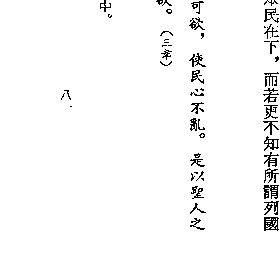 眾民在下，而若更不知有所謂列國
可欲，使民心不亂。是以聖人之
欲。（三章）
中。
八